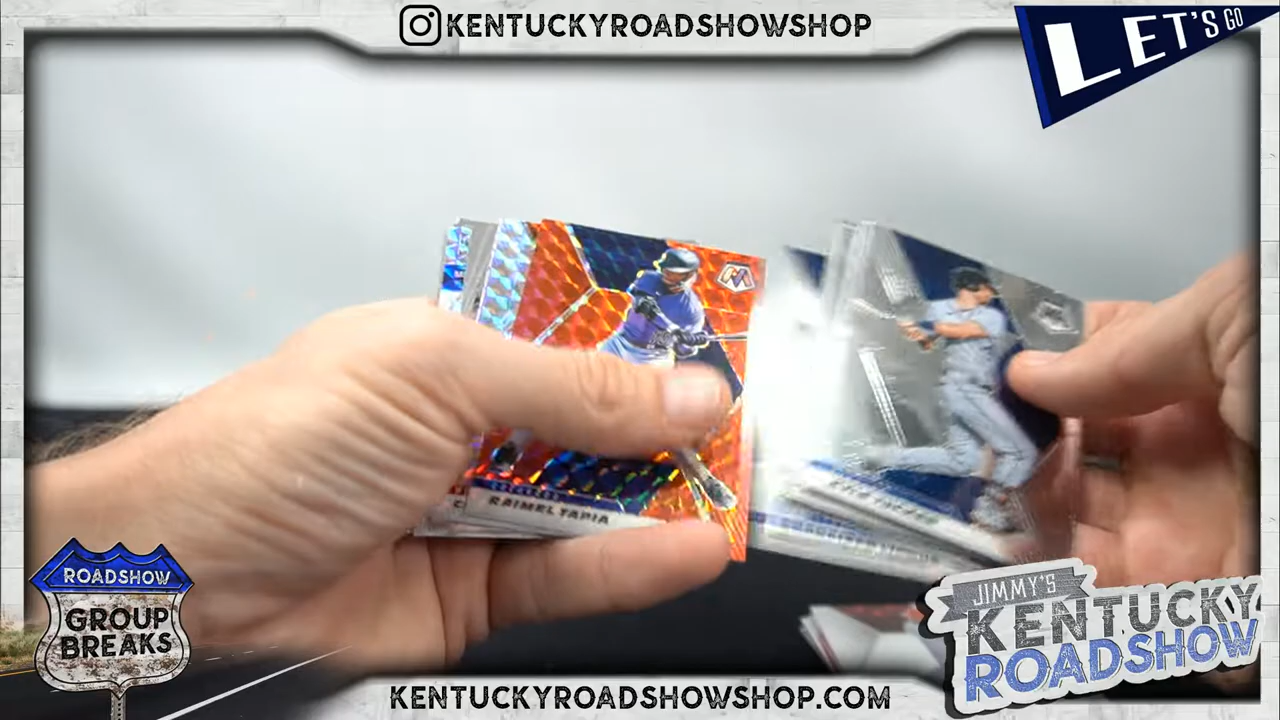 KENTUCKYROADSHOWSHOP
LET'S GO
RAIMEL TAPIA
ROADSHOW
GROUP
BREAKS
JIMMY'S
KENTUCKY
ROADSHOW
KENTUCKYROADSHOWSHOP.COM